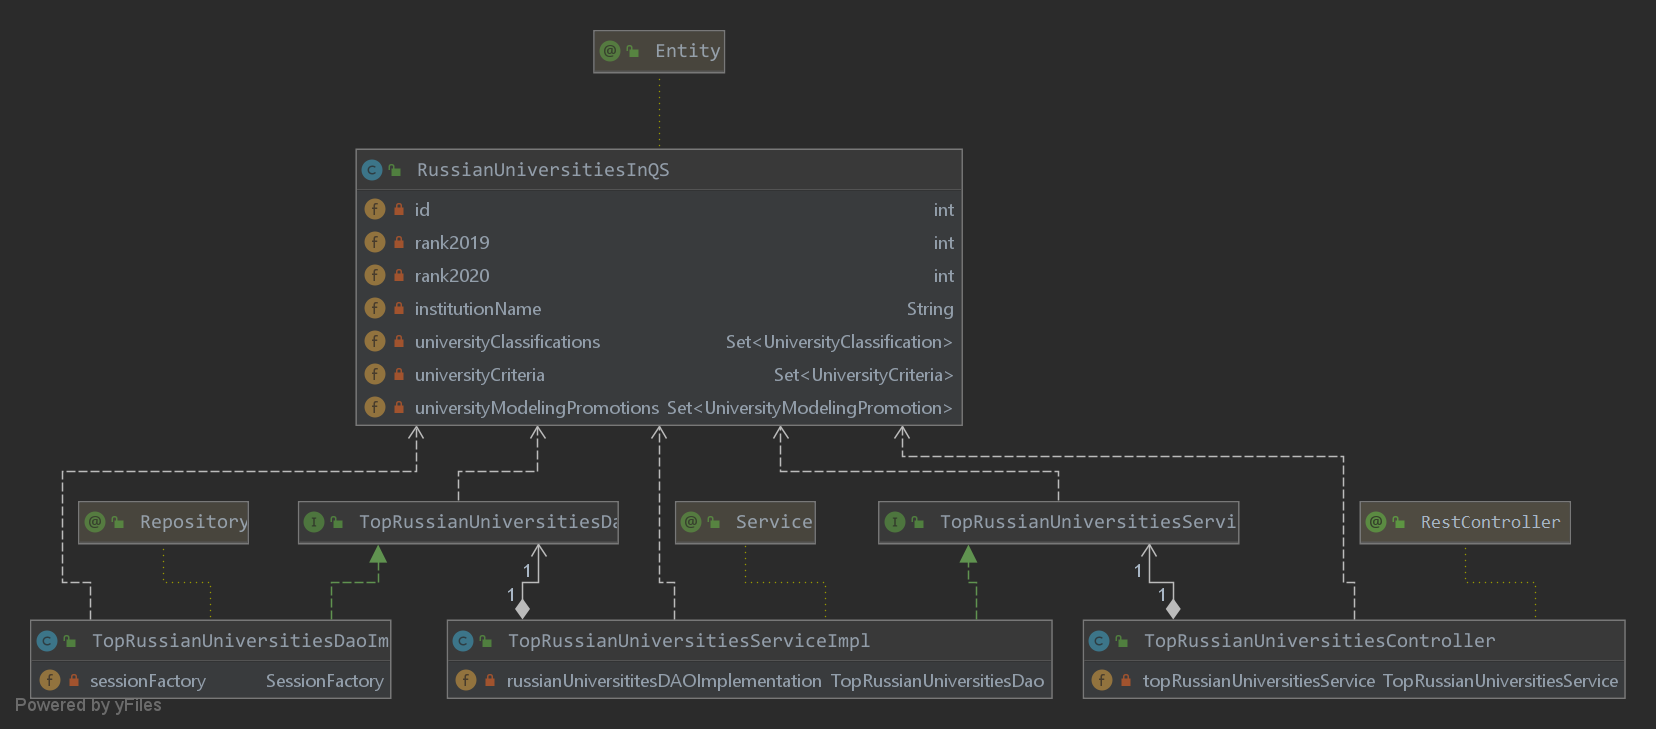 Entity
RussianUniversitiesInQS
id int
rank2019 int
rank2020 int
institutionName String
universityClassifications Set<UniversityClassification>
universityCriteria Set<UniversityCriteria>
universityModelingPromotions Set<UniversityModelingPromotion>
Repository TopRussianUniversitiesDa Service TopRussianUniversitiesServi RestController
1 1
1 1
TopRussianUniversitiesDaoIm TopRussianUniversitiesServiceImpl TopRussianUniversitiesController
sessionFactory SessionFactory russianUniversititesDAOImplementation TopRussianUniversitiesDao topRussianUniversitiesService TopRussianUniversitiesService
Powered by yFiles